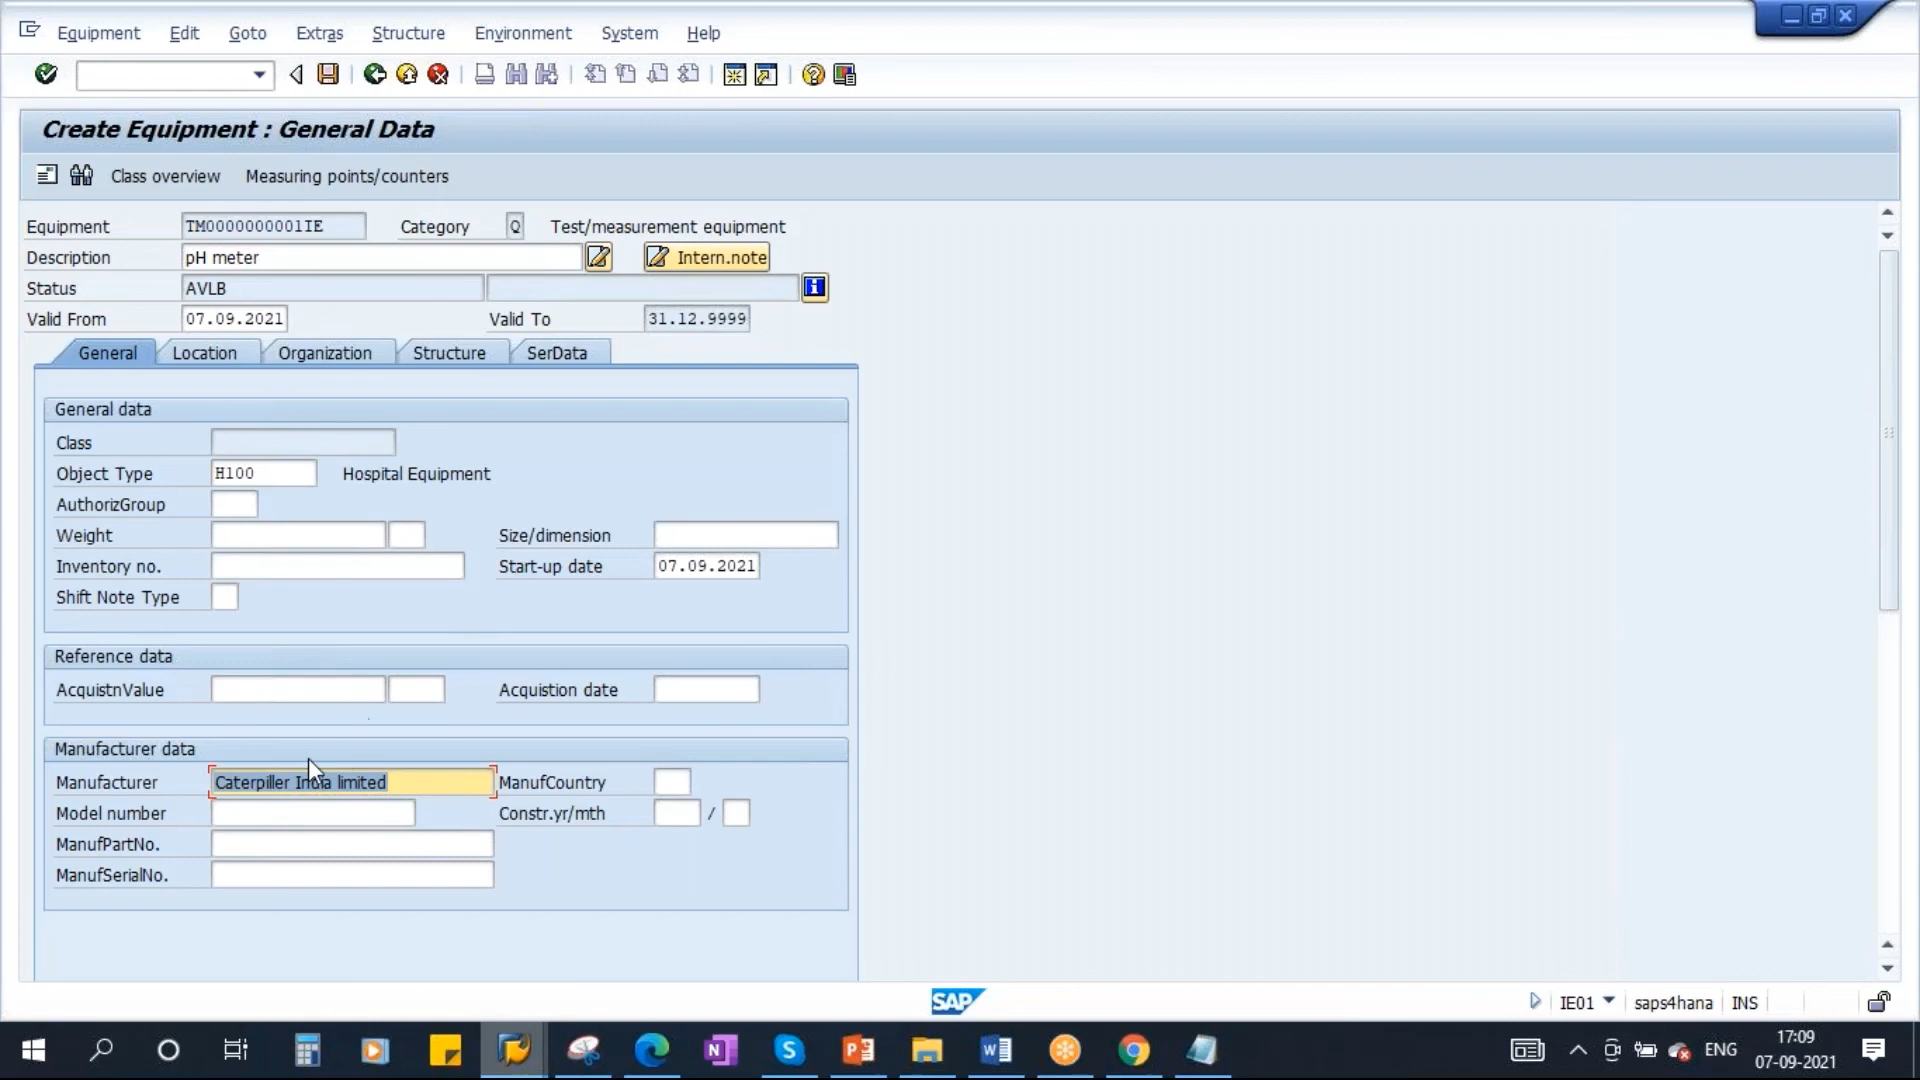 Equipment Edit Goto Extras Structure Environment System Help
Create Equipment : General Data
Class overview Measuring points/counters
Equipment TM0000000001IE Category Q Test/measurement equipment
Description pH meter Intern.note
Status AVLB
Valid From 07.09.2021 Valid To 31.12.9999
General Location Organization Structure SerData
General data
Class
Object Type H100 Hospital Equipment
AuthorizGroup
Weight Size/dimension
Inventory no. Start-up date 07.09.2021
Shift Note Type
Reference data
AcquistnValue Acquistion date
Manufacturer data
Manufacturer Caterpiller India limited ManufCountry
Model number Constr.yr/mth /
ManufPartNo.
ManufSerialNo.
SAP IE01 saps4hana INS
ENG 17:09
07-09-2021